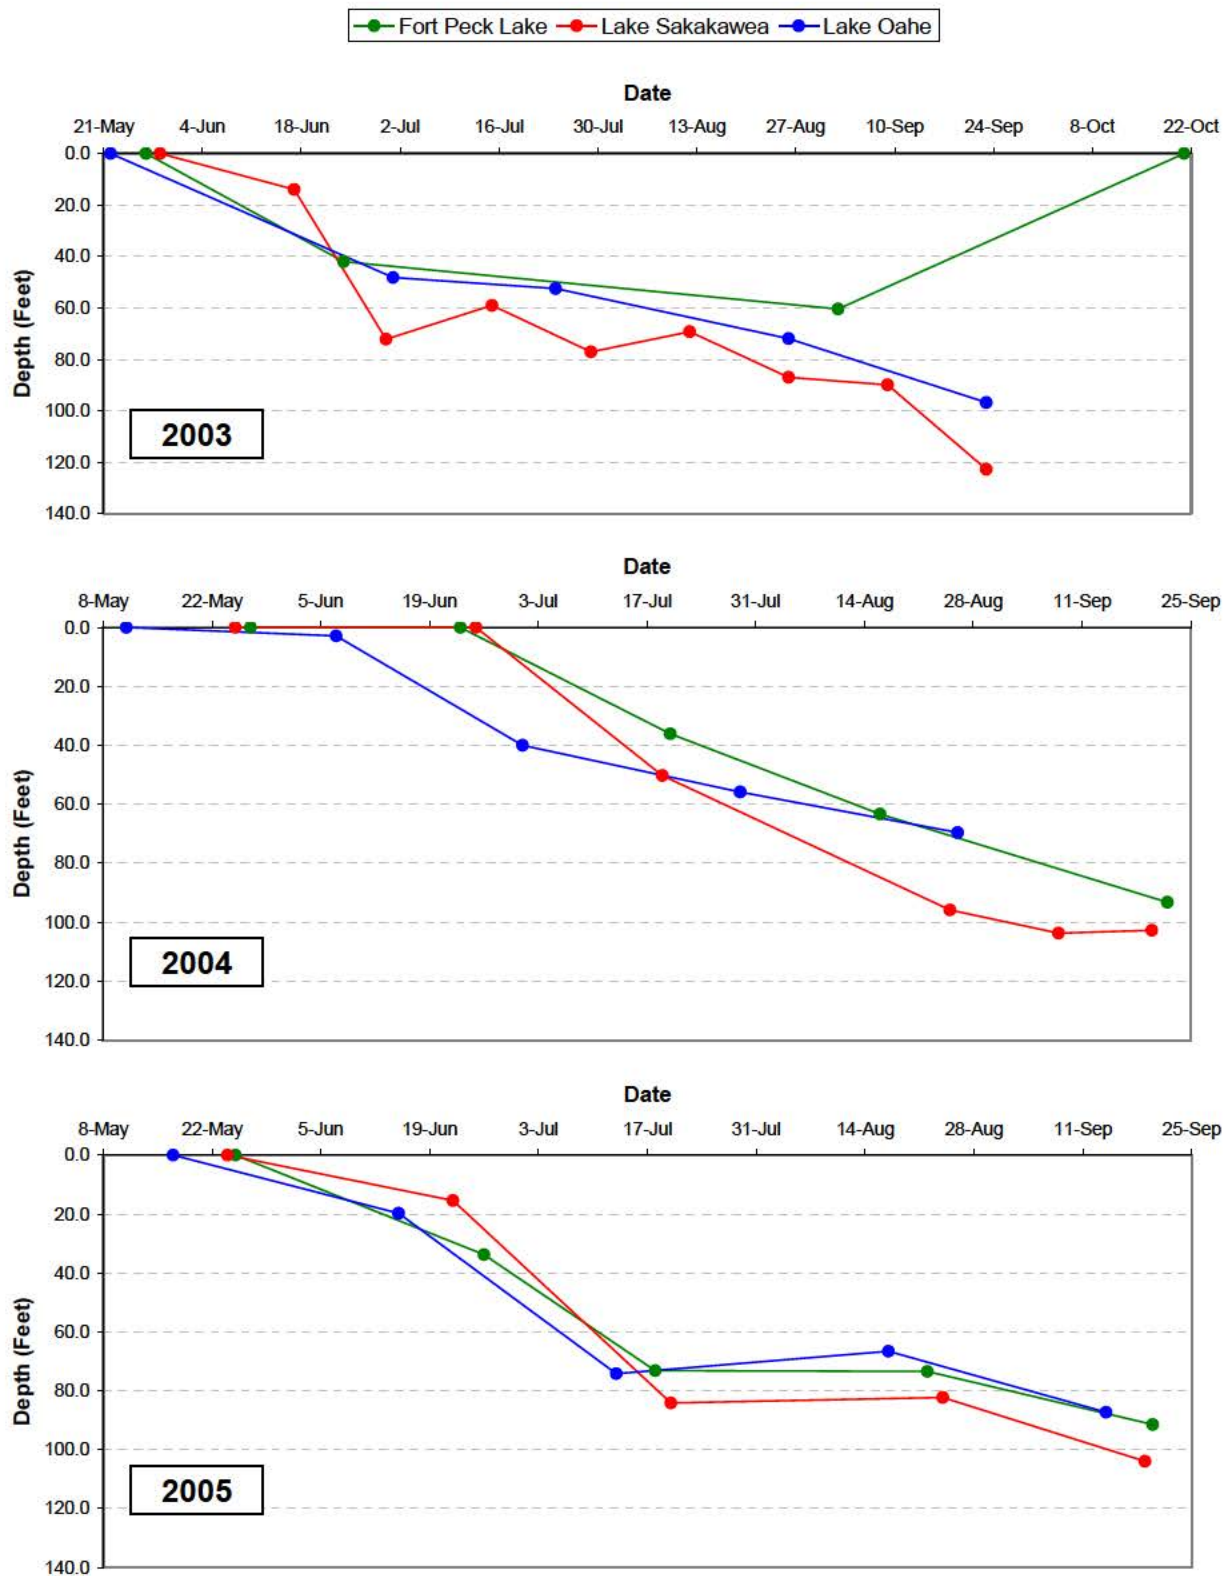 Fort Peck Lake Lake Sakakawea Lake Oahe
Date
21-May 4-Jun 18-Jun 2-Jul 16-Jul 30-Jul 13-Aug 27-Aug 10-Sep 24-Sep 8-Oct 22-Oct
0.0
20.0
40.0
60.0
80.0
100.0
120.0
140.0
Depth (Feet)
2003
Date
8-May 22-May 5-Jun 19-Jun 3-Jul 17-Jul 31-Jul 14-Aug 28-Aug 11-Sep 25-Sep
0.0
20.0
40.0
60.0
80.0
100.0
120.0
140.0
Depth (Feet)
2004
Date
8-May 22-May 5-Jun 19-Jun 3-Jul 17-Jul 31-Jul 14-Aug 28-Aug 11-Sep 25-Sep
0.0
20.0
40.0
60.0
80.0
100.0
120.0
140.0
Depth (Feet)
2005